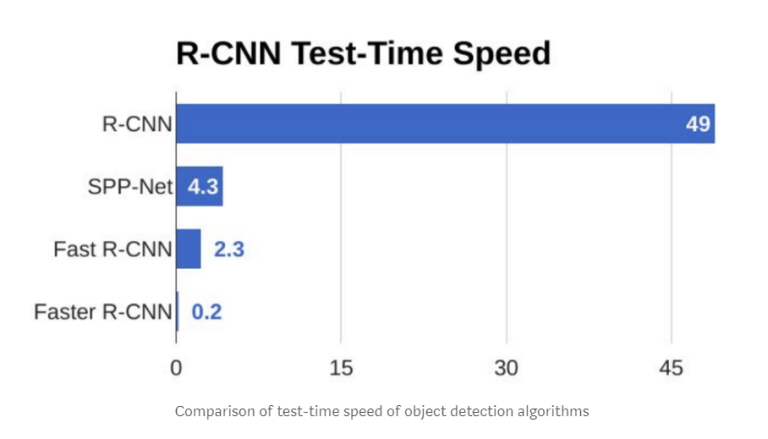 R-CNN Test-Time Speed
R-CNN 49
SPP-Net 4.3
Fast R-CNN 2.3
Faster R-CNN 0.2
0 15 30 45
Comparison of test-time speed of object detection algorithms